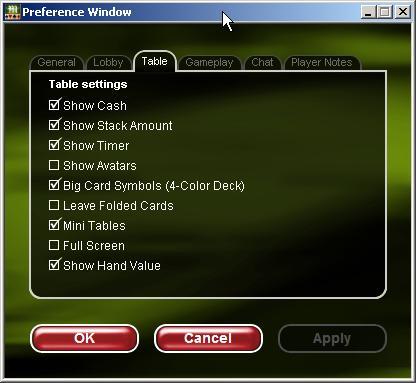 Preference Window
General Lobby Table Gameplay Chat Player Notes
Table settings
Show Cash
Show Stack Amount
Show Timer
Show Avatars
Big Card Symbols (4-Color Deck)
Leave Folded Cards
Mini Tables
Full Screen
Show Hand Value
OK Cancel Apply